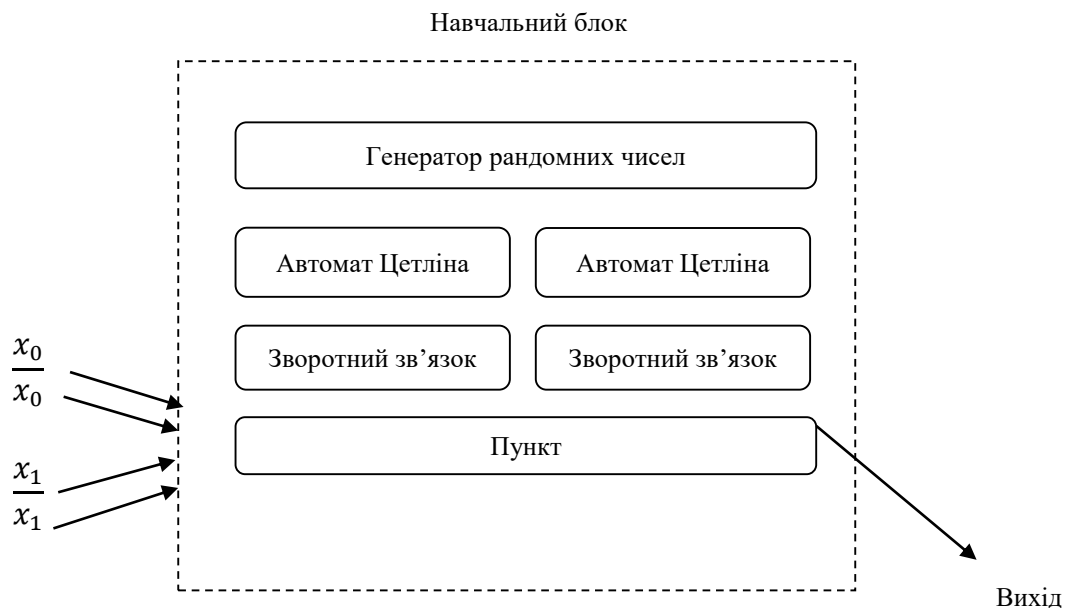 Навчальний блок
Генератор рандомних чисел
Автомат Цетліна
Автомат Цетліна
Зворотний зв’язок
Зворотний зв’язок
x₀
x̅₀
Пункт
x₁
x̅₁
Вихід